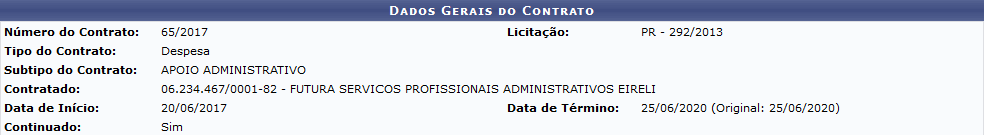 Dados Gerais do Contrato
Número do Contrato: 65/2017 Licitação: PR - 292/2013
Tipo do Contrato: Despesa
Subtipo do Contrato: APOIO ADMINISTRATIVO
Contratado: 06.234.467/0001-82 - FUTURA SERVICOS PROFISSIONAIS ADMINISTRATIVOS EIRELI
Data de Início: 20/06/2017 Data de Término: 25/06/2020 (Original: 25/06/2020)
Continuado: Sim